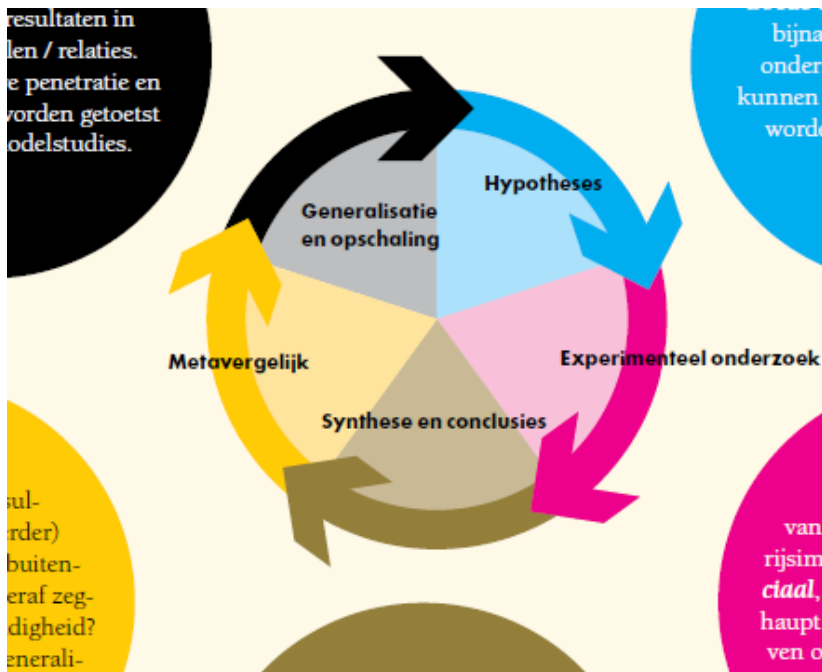 resultaten in
len / relaties.
e penetratie en
vorden getoetst
odelstudies.
bijna
onder
kunnen
worde
Generalisatie
en opschaling
Hypotheses
Metavergelijk
Experimenteel onderzoek
Synthese en conclusies
sul-
erder)
buiten-
eraf zeg-
digheid?
enerali-
van
rijsim
ciaal,
haupt
ven o